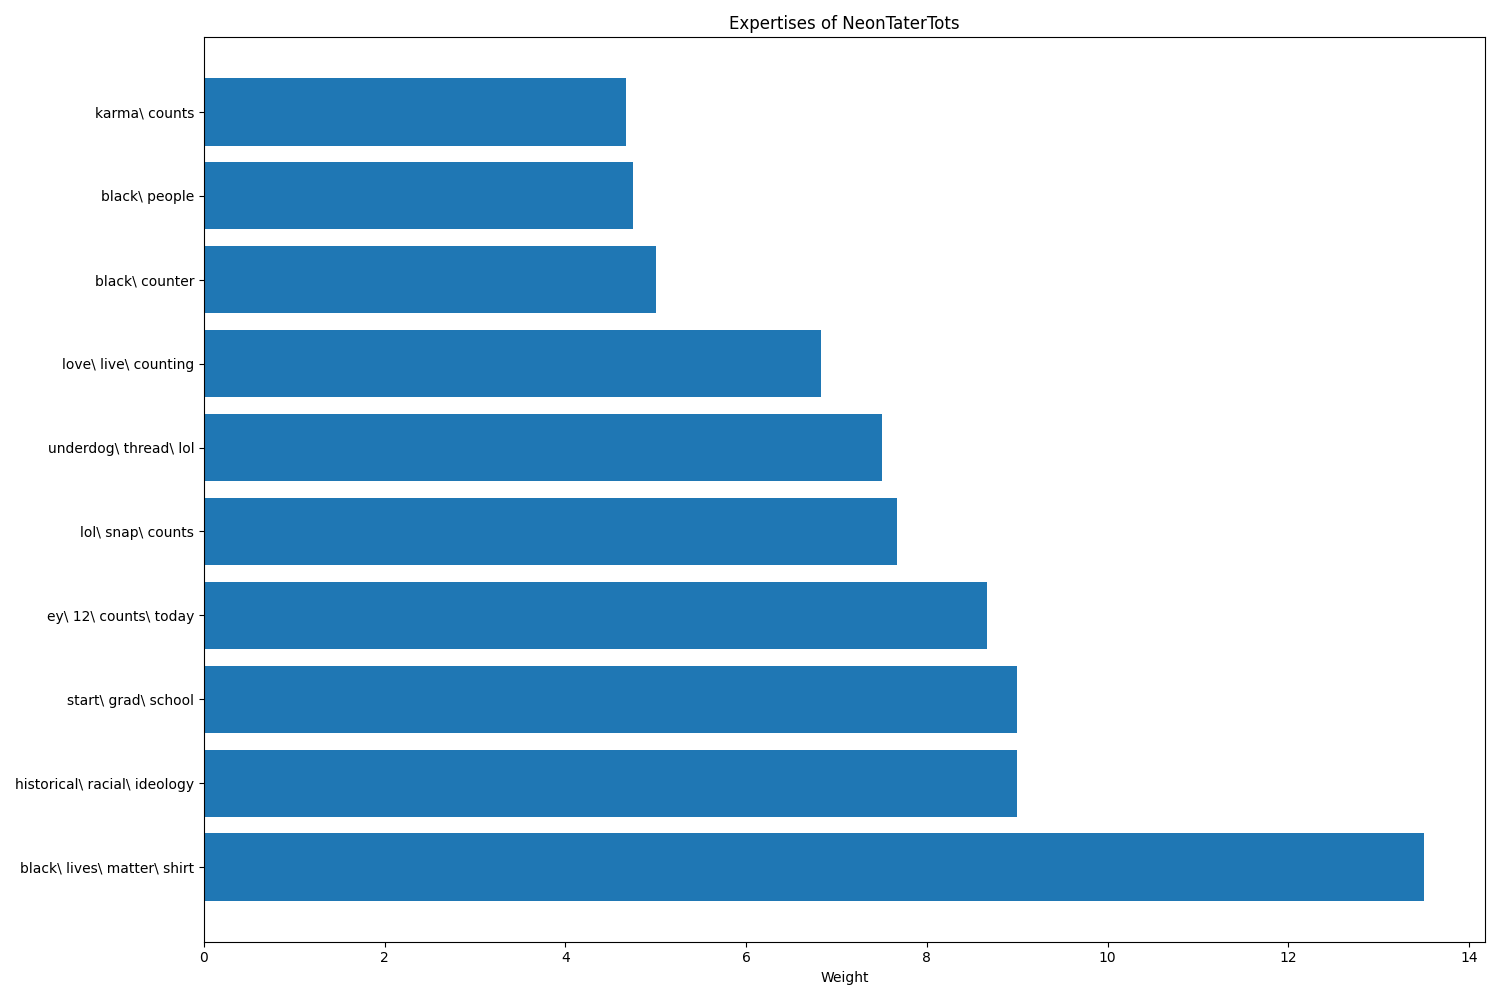 Expertises of NeonTaterTots
karma\ counts
black\ people
black\ counter
love\ live\ counting
underdog\ thread\ lol
lol\ snap\ counts
ey\ 12\ counts\ today
start\ grad\ school
historical\ racial\ ideology
black\ lives\ matter\ shirt
0 2 4 6 8 10 12 14
Weight